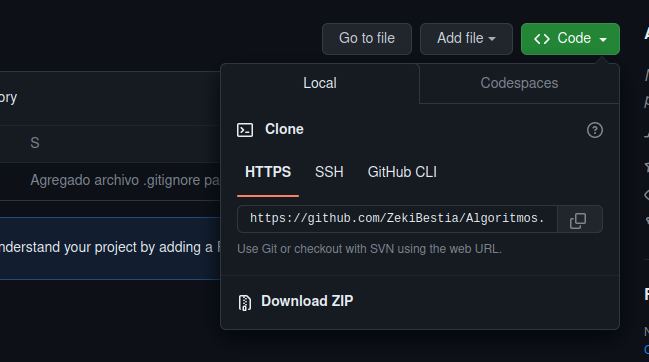 Go to file
Add file
Code
Local
Codespaces
ory
Clone
S
HTTPS
SSH
GitHub CLI
Agregado archivo .gitignore pa
https://github.com/ZekiBestia/Algoritmos.
nderstand your project by adding a
Use Git or checkout with SVN using the web URL.
Download ZIP